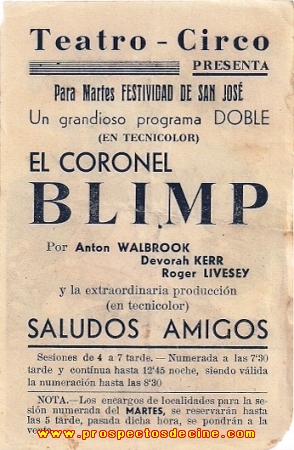 Teatro - Circo
PRESENTA
Para Martes FESTIVIDAD DE SAN JOSÉ
Un grandioso programa DOBLE
(EN TECNICOLOR)
EL CORONEL
BLIMP
Por Anton WALBROOK
Devorah KERR
Roger LIVESEY
y la extraordinaria producción
(en tecnicolor)
SALUDOS AMIGOS
Sesiones de 4 a 7 tarde. — Numerada a las 7'30
tarde y contínua hasta 12'45 noche, siendo válida
la numeración hasta las 8'30
NOTA. — Los encargos de localidades para la se-
sión numerada del MARTES, se reservarán hasta
las 5 tarde, pasada dicha hora, se pondrán a la
venta
www.prospectosdecine.com